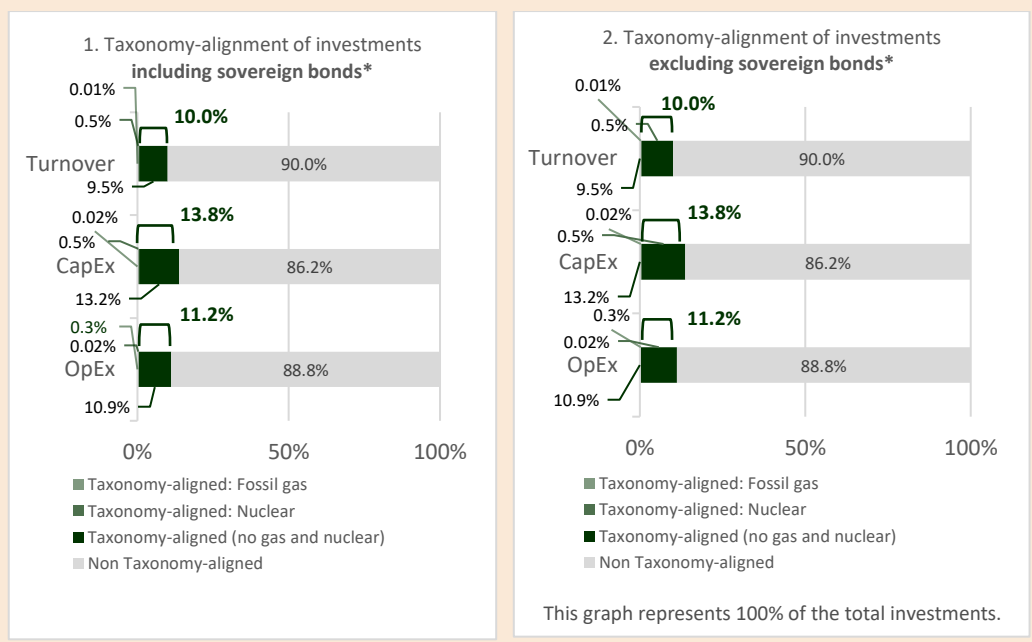 1. Taxonomy-alignment of investments
including sovereign bonds*
0.01%
10.0%
0.5%
Turnover
90.0%
9.5%
0.02%
13.8%
0.5%
CapEx
86.2%
13.2%
11.2%
0.3%
0.02%
OpEx
88.8%
10.9%
0% 50% 100%
Taxonomy-aligned: Fossil gas
Taxonomy-aligned: Nuclear
Taxonomy-aligned (no gas and nuclear)
Non Taxonomy-aligned
2. Taxonomy-alignment of investments
excluding sovereign bonds*
0.01%
10.0%
0.5%
Turnover
90.0%
9.5%
0.02%
13.8%
0.5%
CapEx
86.2%
13.2%
0.3%
11.2%
0.02%
OpEx
88.8%
10.9%
0% 50% 100%
Taxonomy-aligned: Fossil gas
Taxonomy-aligned: Nuclear
Taxonomy-aligned (no gas and nuclear)
Non Taxonomy-aligned
This graph represents 100% of the total investments.